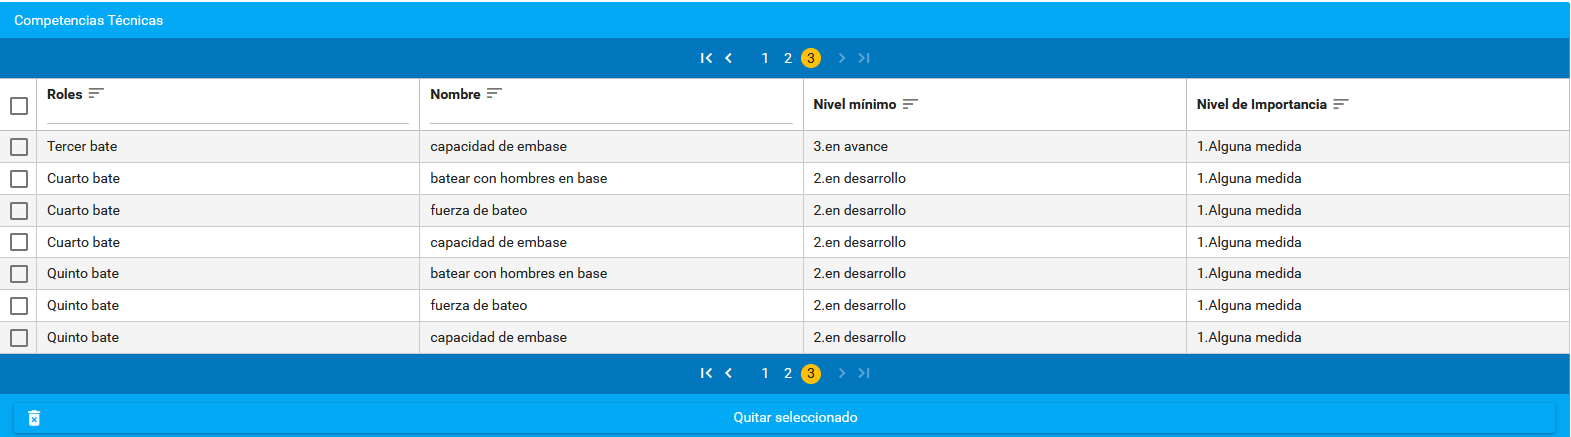 Competencias Técnicas
1 2 3
Roles Nombre Nivel mínimo Nivel de Importancia
Tercer bate capacidad de embase 3.en avance 1.Alguna medida
Cuarto bate batear con hombres en base 2.en desarrollo 1.Alguna medida
Cuarto bate fuerza de bateo 2.en desarrollo 1.Alguna medida
Cuarto bate capacidad de embase 2.en desarrollo 1.Alguna medida
Quinto bate batear con hombres en base 2.en desarrollo 1.Alguna medida
Quinto bate fuerza de bateo 2.en desarrollo 1.Alguna medida
Quinto bate capacidad de embase 2.en desarrollo 1.Alguna medida
1 2 3
Quitar seleccionado